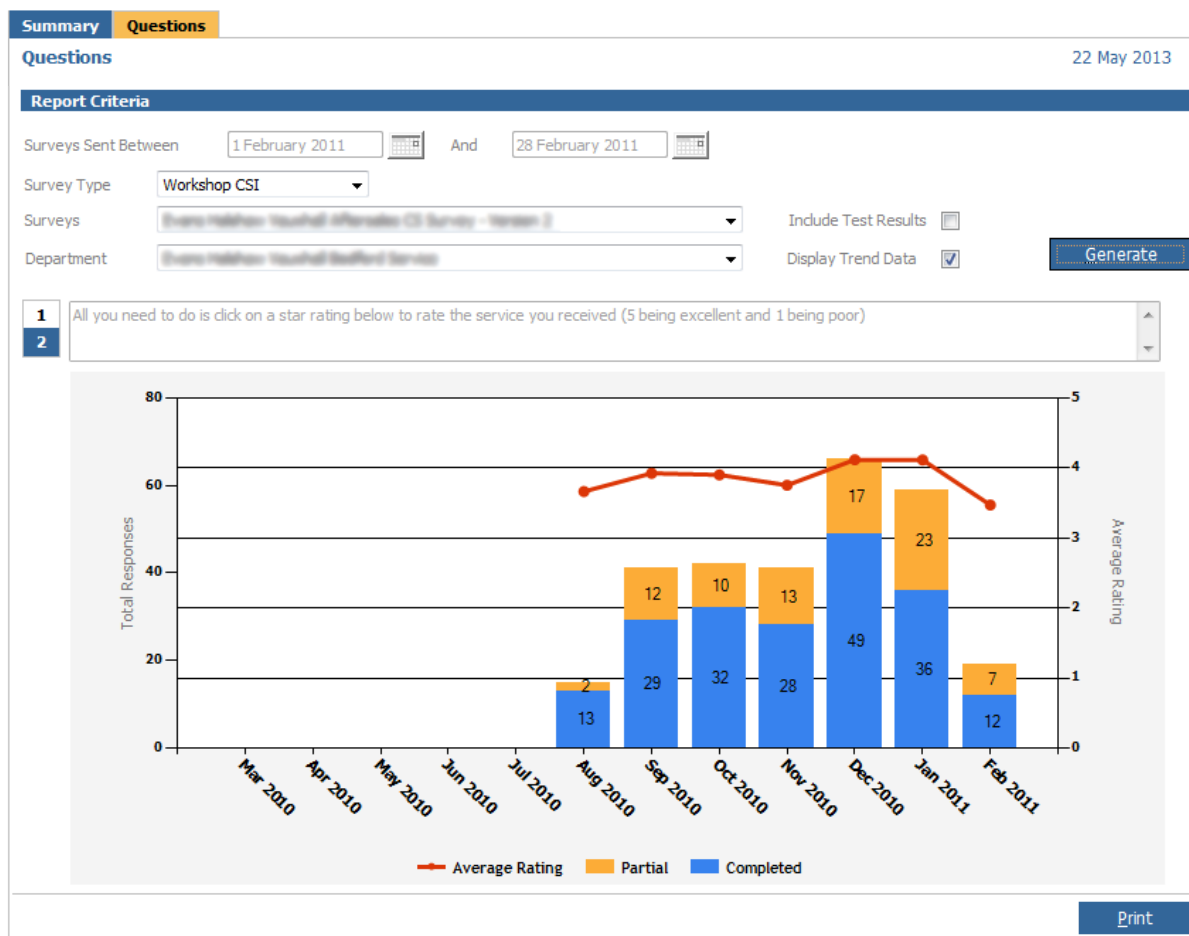 Summary Questions
Questions 22 May 2013
Report Criteria
Surveys Sent Between 1 February 2011 And 28 February 2011
Survey Type Workshop CSI
Surveys Include Test Results
Department Display Trend Data Generate
1 All you need to do is click on a star rating below to rate the service you received (5 being excellent and 1 being poor)
2
80 5
4
60 17
3
23
40
10
12 13
2
49
20 32 36
29 28 1
7
2
13 12
0 0
Total Responses
Average Rating
Mar 2010 Apr 2010 May 2010 Jun 2010 Jul 2010 Aug 2010 Sep 2010 Oct 2010 Nov 2010 Dec 2010 Jan 2011 Feb 2011
Average Rating Partial Completed
Print